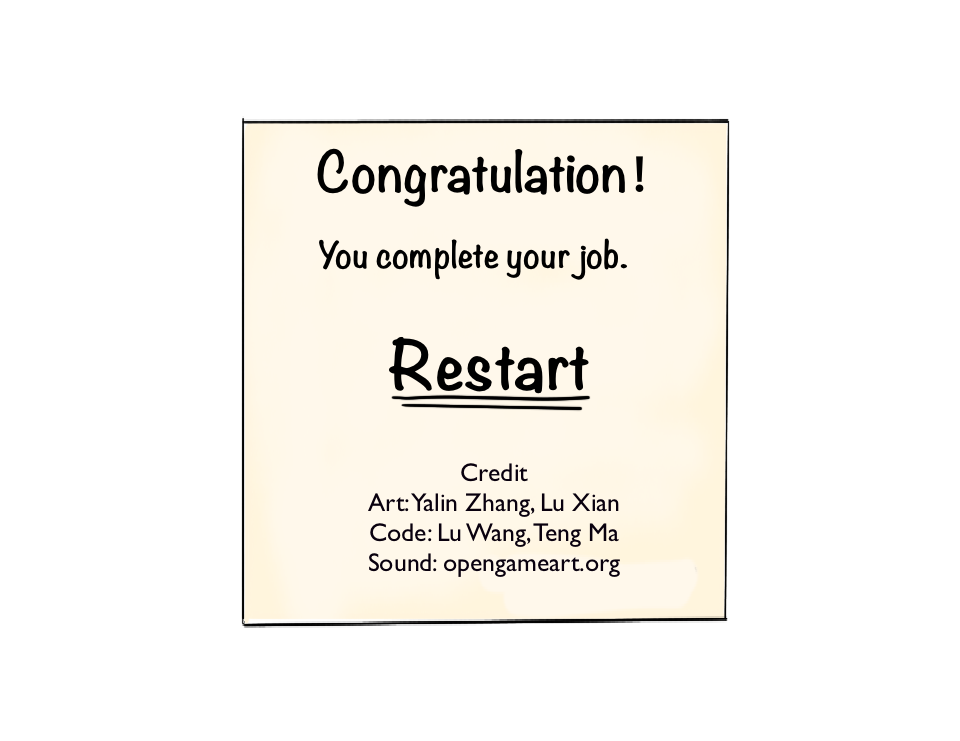 Congratulation!
You complete your job.
Restart
Credit
Art: Yalin Zhang, Lu Xian
Code: Lu Wang, Teng Ma
Sound: opengameart.org